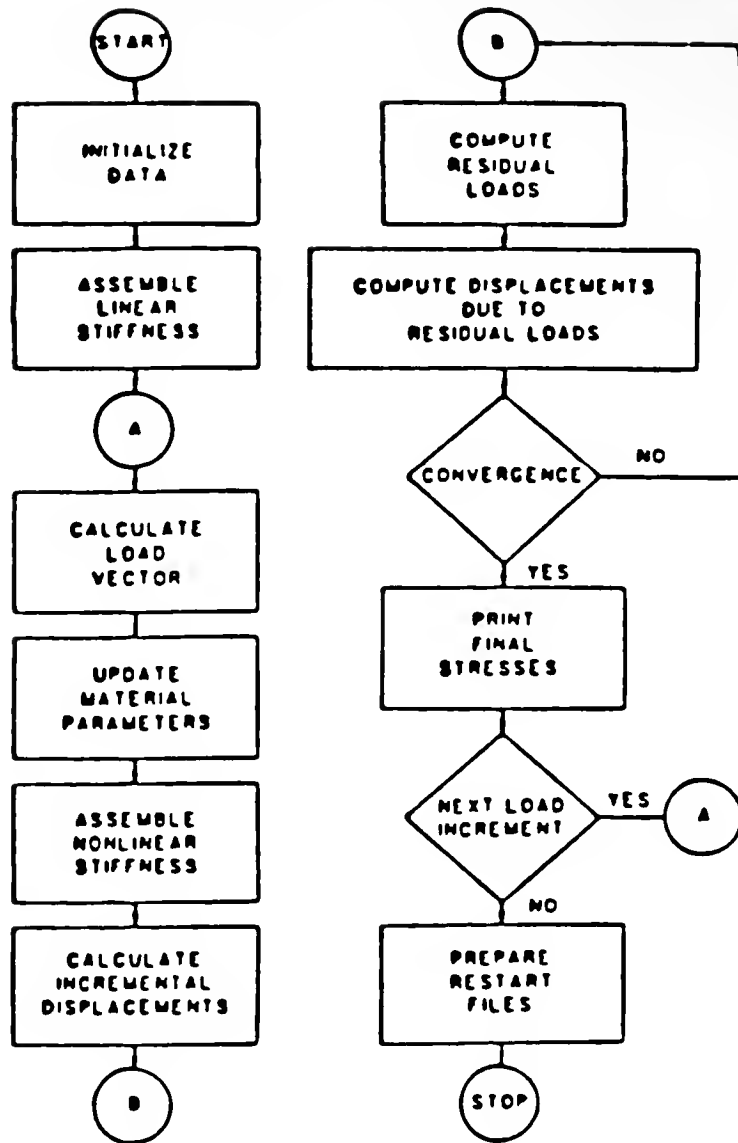 START
INITIALIZE
DATA
ASSEMBLE
LINEAR
STIFFNESS
A
CALCULATE
LOAD
VECTOR
UPDATE
MATERIAL
PARAMETERS
ASSEMBLE
NONLINEAR
STIFFNESS
CALCULATE
INCREMENTAL
DISPLACEMENTS
B
B
COMPUTE
RESIDUAL
LOADS
COMPUTE DISPLACEMENTS
DUE TO
RESIDUAL LOADS
CONVERGENCE
NO
YES
PRINT
FINAL
STRESSES
NEXT LOAD
INCREMENT
YES
A
NO
PREPARE
RESTART
FILES
STOP